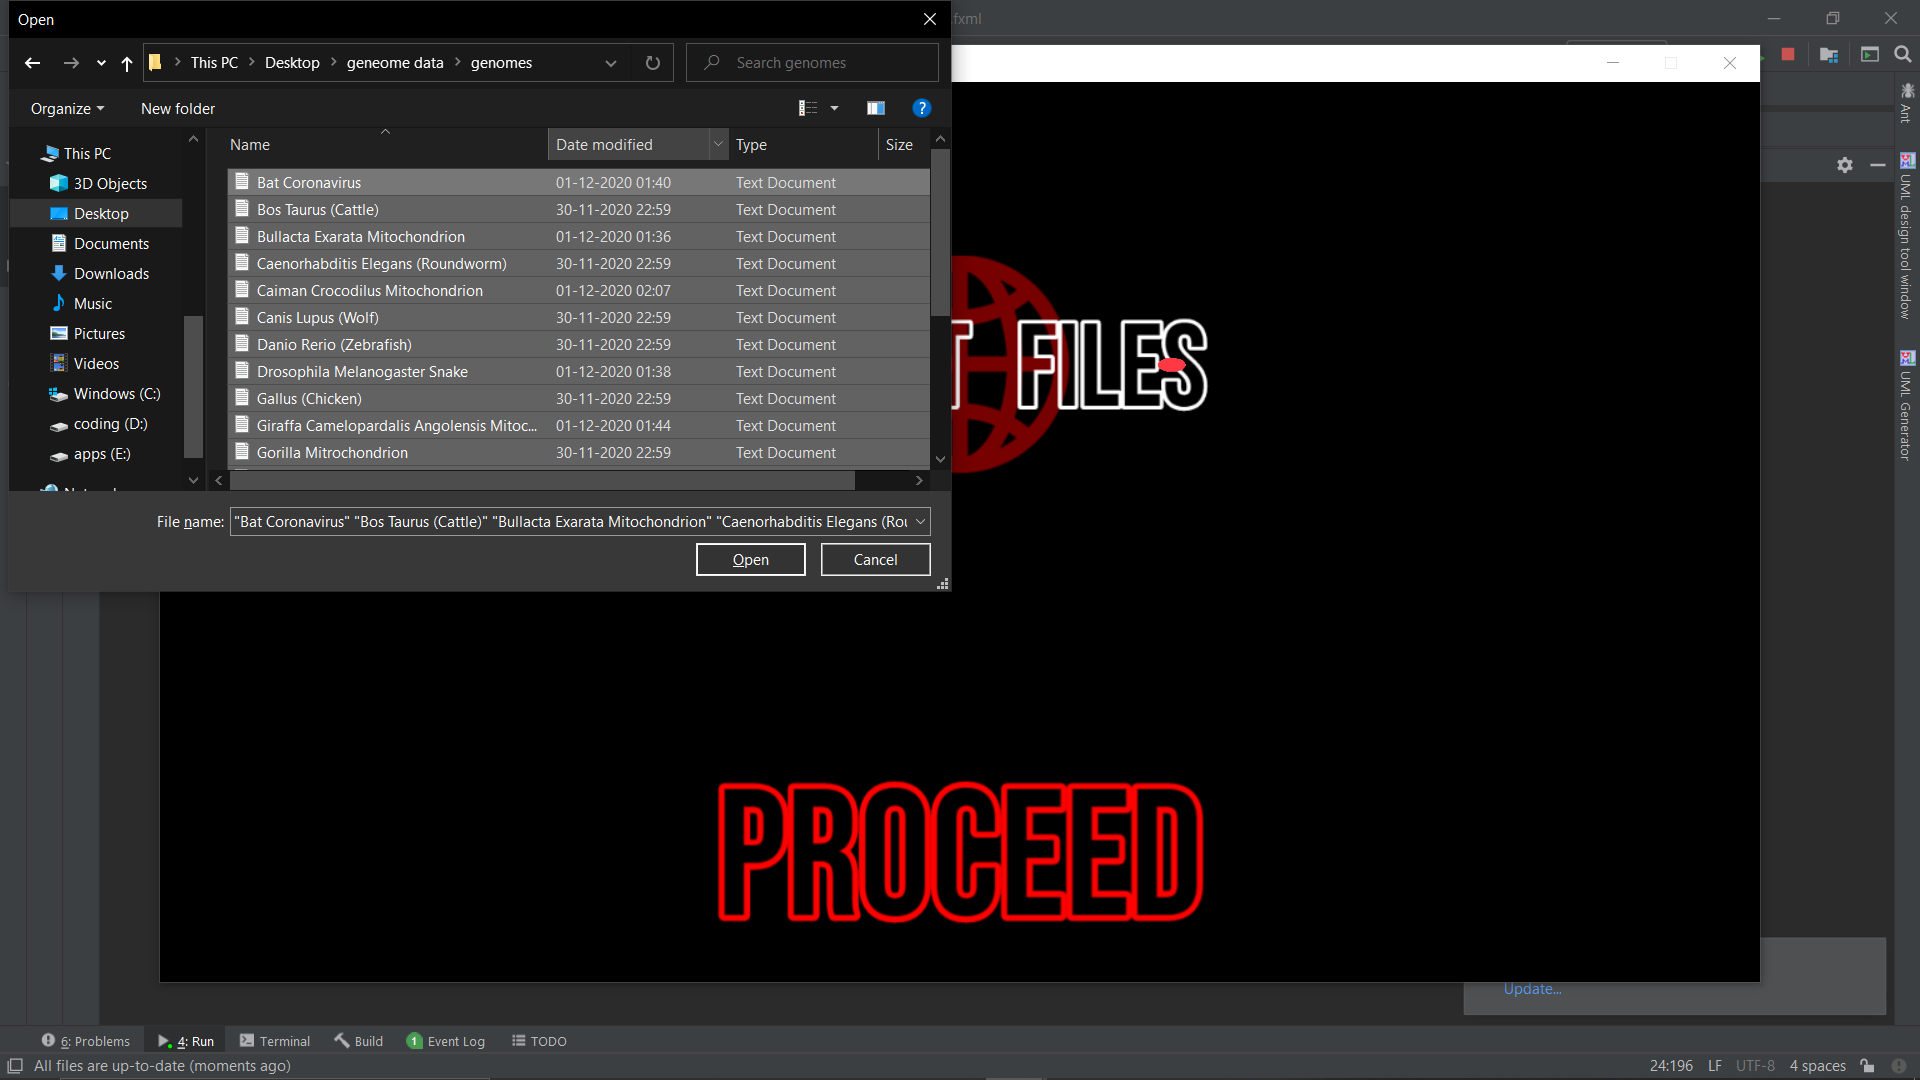 Open
.fxml
This PC > Desktop > geneome data > genomes
Search genomes
Organize
New folder
This PC
3D Objects
Desktop
Documents
Downloads
Music
Pictures
Videos
Windows (C:)
coding (D:)
apps (E:)
Name Date modified Type Size
Bat Coronavirus 01-12-2020 01:40 Text Document
Bos Taurus (Cattle) 30-11-2020 22:59 Text Document
Bullacta Exarata Mitochondrion 01-12-2020 01:36 Text Document
Caenorhabditis Elegans (Roundworm) 30-11-2020 22:59 Text Document
Caiman Crocodilus Mitochondrion 01-12-2020 02:07 Text Document
Canis Lupus (Wolf) 30-11-2020 22:59 Text Document
Danio Rerio (Zebrafish) 30-11-2020 22:59 Text Document
Drosophila Melanogaster Snake 01-12-2020 01:38 Text Document
Gallus (Chicken) 30-11-2020 22:59 Text Document
Giraffa Camelopardalis Angolensis Mitoc... 01-12-2020 01:44 Text Document
Gorilla Mitrochondrion 30-11-2020 22:59 Text Document
File name: "Bat Coronavirus" "Bos Taurus (Cattle)" "Bullacta Exarata Mitochondrion" "Caenorhabditis Elegans (Rou
Open
Cancel
T FILES
PROCEED
Ant
UML design tool window
UML Generator
Update...
6: Problems
4: Run
Terminal
Build
1 Event Log
TODO
All files are up-to-date (moments ago)
24:196 LF UTF-8 4 spaces